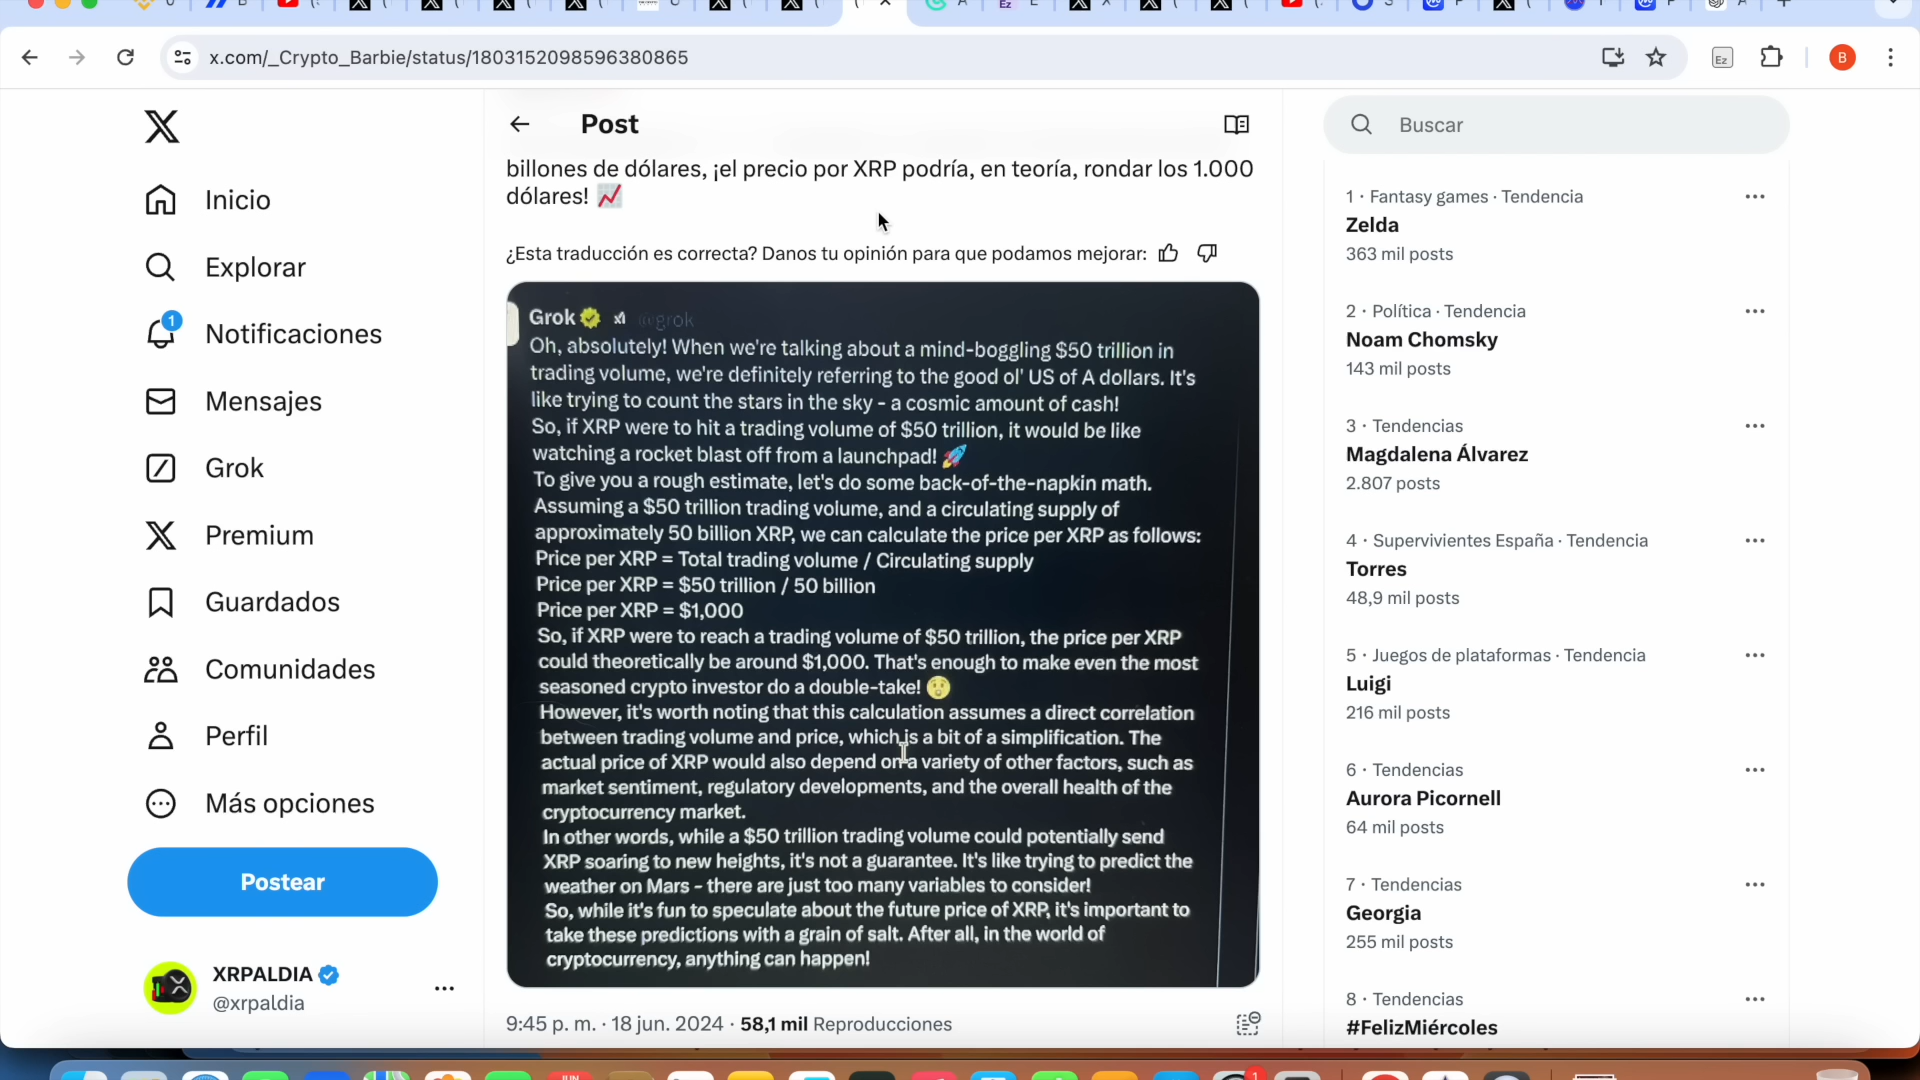 x.com/_Crypto_Barbie/status/1803152098596380865
Ez
B
Post
Buscar
Inicio
Explorar
1
Notificaciones
Mensajes
Grok
Premium
Guardados
Comunidades
Perfil
Más opciones
Postear
XRPALDIA
@xrpaldia
billones de dólares, ¡el precio por XRP podría, en teoría, rondar los 1.000
dólares! 📈
¿Esta traducción es correcta? Danos tu opinión para que podamos mejorar:
Grok @grok
Oh, absolutely! When we're talking about a mind-boggling $50 trillion in
trading volume, we're definitely referring to the good ol' US of A dollars. It's
like trying to count the stars in the sky - a cosmic amount of cash!
So, if XRP were to hit a trading volume of $50 trillion, it would be like
watching a rocket blast off from a launchpad! 🚀
To give you a rough estimate, let's do some back-of-the-napkin math.
Assuming a $50 trillion trading volume, and a circulating supply of
approximately 50 billion XRP, we can calculate the price per XRP as follows:
Price per XRP = Total trading volume / Circulating supply
Price per XRP = $50 trillion / 50 billion
Price per XRP = $1,000
So, if XRP were to reach a trading volume of $50 trillion, the price per XRP
could theoretically be around $1,000. That's enough to make even the most
seasoned crypto investor do a double-take! 😲
However, it's worth noting that this calculation assumes a direct correlation
between trading volume and price, which is a bit of a simplification. The
actual price of XRP would also depend on a variety of other factors, such as
market sentiment, regulatory developments, and the overall health of the
cryptocurrency market.
In other words, while a $50 trillion trading volume could potentially send
XRP soaring to new heights, it's not a guarantee. It's like trying to predict the
weather on Mars - there are just too many variables to consider!
So, while it's fun to speculate about the future price of XRP, it's important to
take these predictions with a grain of salt. After all, in the world of
cryptocurrency, anything can happen!
9:45 p. m. · 18 jun. 2024 · 58,1 mil Reproducciones
1 · Fantasy games · Tendencia
Zelda
363 mil posts
2 · Política · Tendencia
Noam Chomsky
143 mil posts
3 · Tendencias
Magdalena Álvarez
2.807 posts
4 · Supervivientes España · Tendencia
Torres
48,9 mil posts
5 · Juegos de plataformas · Tendencia
Luigi
216 mil posts
6 · Tendencias
Aurora Picornell
64 mil posts
7 · Tendencias
Georgia
255 mil posts
8 · Tendencias
#FelizMiércoles
JUN
1